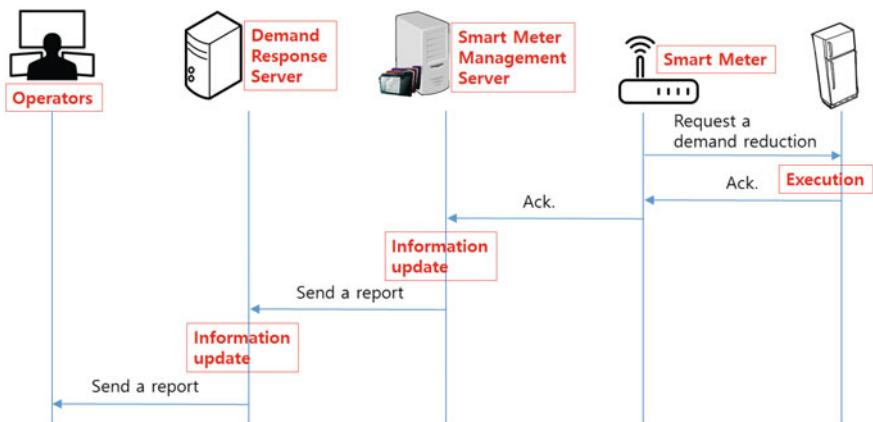 Operators
Demand
Response
Server
Smart Meter
Management
Server
Smart Meter
Request a
demand reduction
Execution
Ack.
Ack.
Information
update
Send a report
Information
update
Send a report